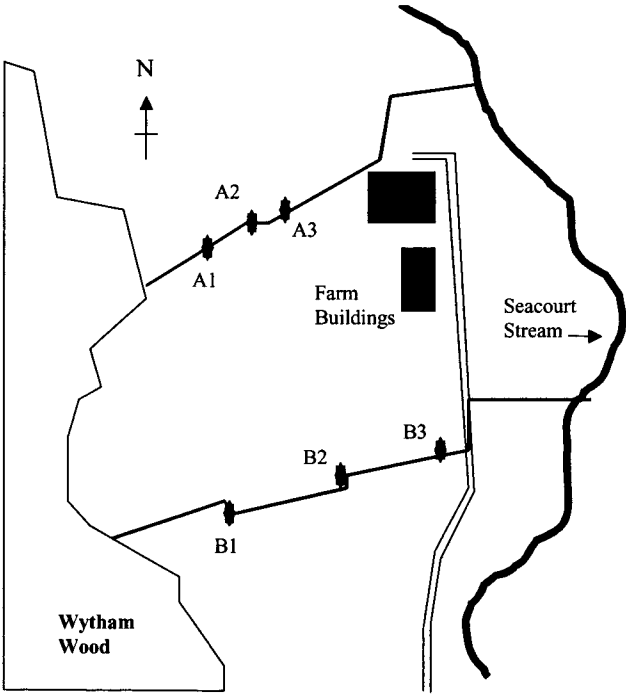 N
A2
A3
A1
Farm
Buildings
Seacourt
Stream
B3
B2
B1
Wytham
Wood